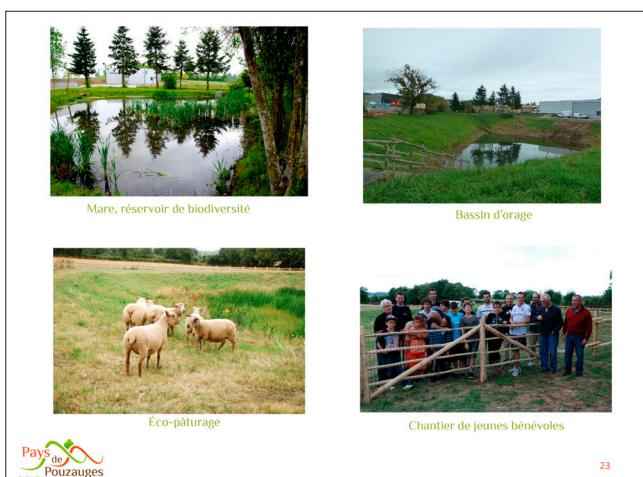 Mare, réservoir de biodiversité
Bassin d'orage
Éco-pâturage
Chantier de jeunes bénévoles
Pays
de
Pouzauges
23